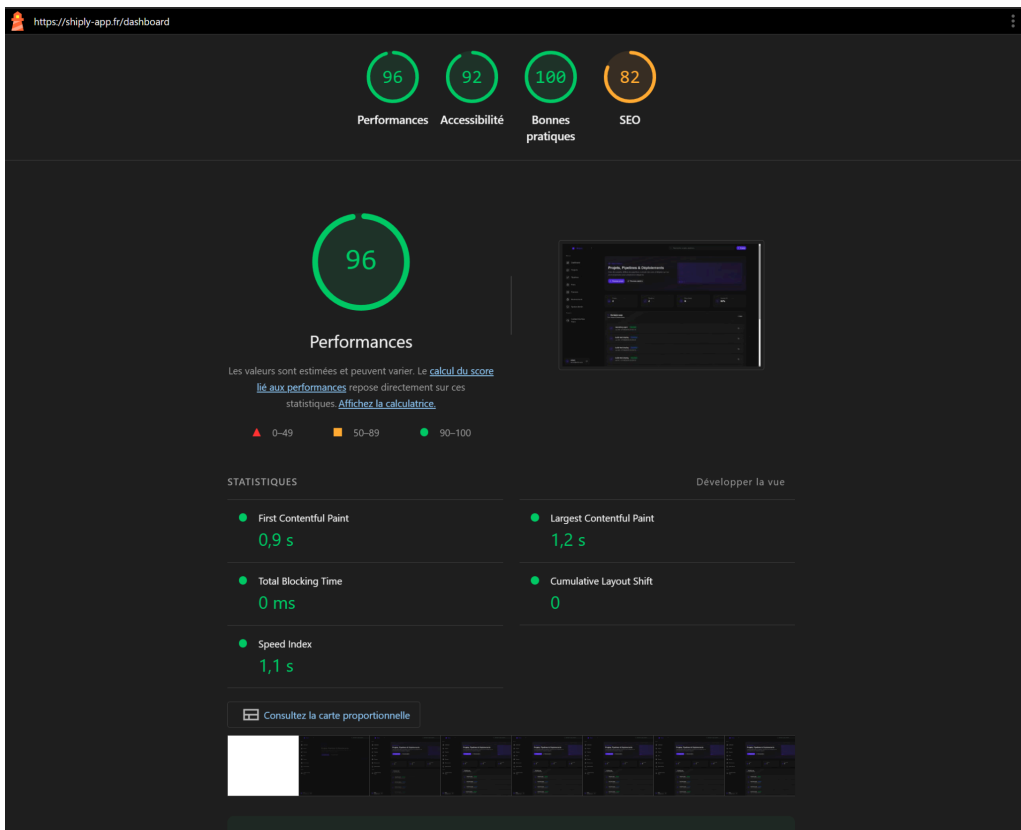 https://shiply-app.fr/dashboard
96
92
100
82
Performances
Accessibilité
Bonnes
pratiques
SEO
96
Performances
Les valeurs sont estimées et peuvent varier. Le calcul du score
lié aux performances repose directement sur ces
statistiques. Affichez la calculatrice.
0–49
50–89
90–100
Projets, Pipelines & Déploiements
STATISTIQUES
Développer la vue
First Contentful Paint
0,9 s
Largest Contentful Paint
1,2 s
Total Blocking Time
0 ms
Cumulative Layout Shift
0
Speed Index
1,1 s
Consultez la carte proportionnelle